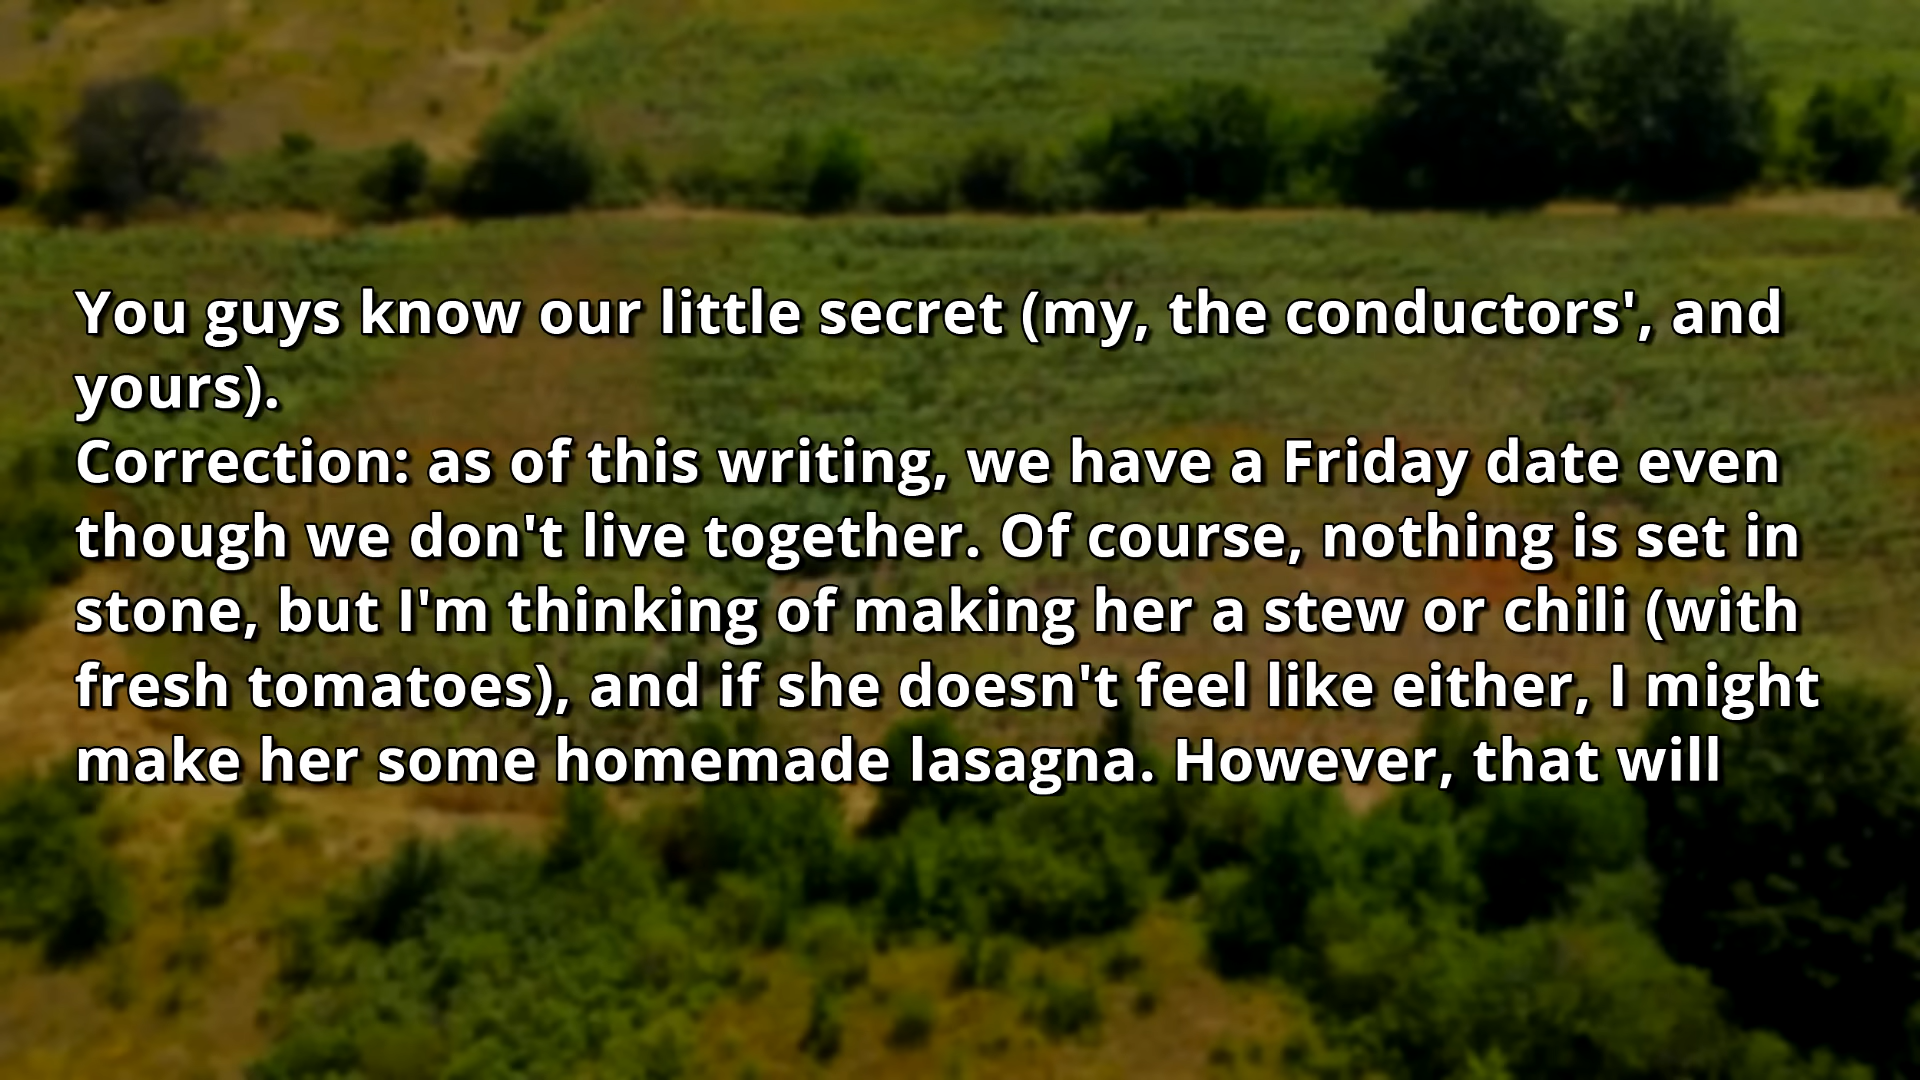 You guys know our little secret (my, the conductors', and
yours).
Correction: as of this writing, we have a Friday date even
though we don't live together. Of course, nothing is set in
stone, but I'm thinking of making her a stew or chili (with
fresh tomatoes), and if she doesn't feel like either, I might
make her some homemade lasagna. However, that will